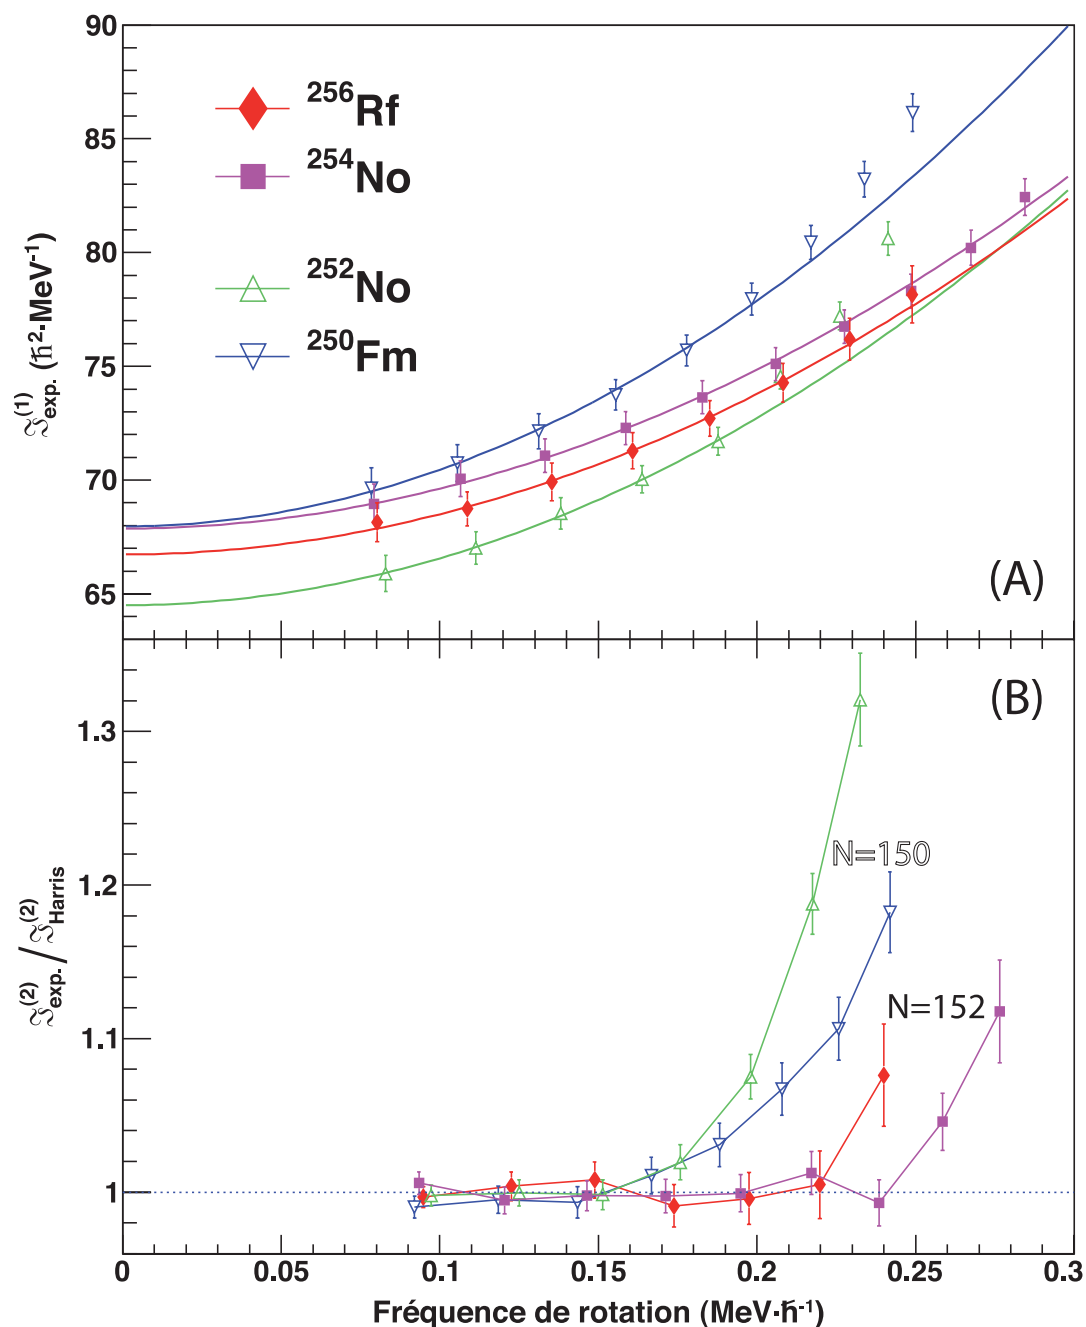 90
85
80
75
70
65
ℑ(1)exp. (ħ²·MeV⁻¹)
²⁵⁶Rf
²⁵⁴No
²⁵²No
²⁵⁰Fm
(A)
(B)
1.3
1.2
1.1
1
ℑ(2)exp. / ℑ(2)Harris
N=150
N=152
0 0.05 0.1 0.15 0.2 0.25 0.3
Fréquence de rotation (MeV·ħ⁻¹)